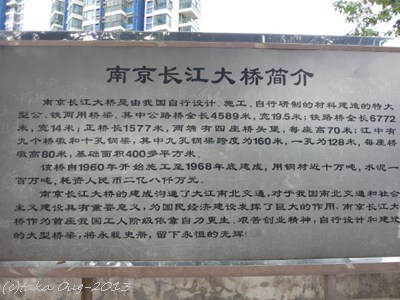 南京长江大桥简介
南京长江大桥是由我国自行设计、施工,自行研制的材料建造的特大
型公、铁两用桥梁,其中公路桥全长4589米,宽19.5米;铁路桥全长6772
米,宽14米;正桥长1577米,两端有四座桥头堡,每座高70米;江中有
九个桥墩和十孔钢梁,其中九孔钢梁跨度为160米,一孔为128米,每座桥
墩高80米,基础面积400多平方米。
该桥自1960年开始施工至1968年底建成,用钢材近十万吨,水泥一
百万吨,耗资人民币二亿八仟万元。
南京长江大桥的建成沟通了大江南北交通,对于我国南北交通和社会
主义建设具有重要意义,为国民经济建设发挥了巨大的作用。南京长江大
桥作为首座我国工人阶级依靠自力更生、艰苦创业精神,自行设计和建造
的大型桥梁,将永载史册,留下永恒的光辉!
(c)taka Ong-2013